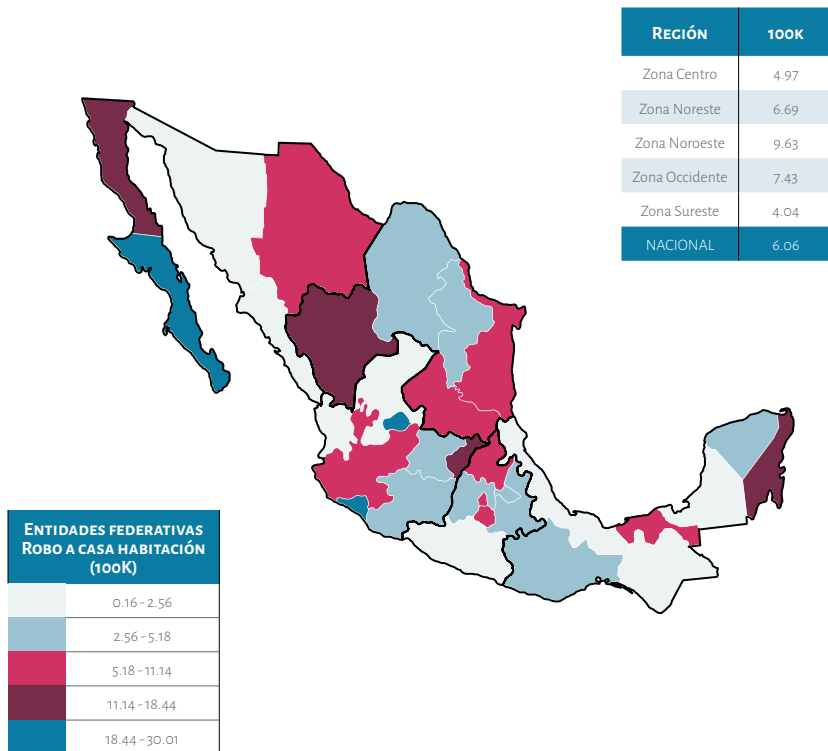 REGIÓN 100K
Zona Centro 4.97
Zona Noreste 6.69
Zona Noroeste 9.63
Zona Occidente 7.43
Zona Sureste 4.04
NACIONAL 6.06
ENTIDADES FEDERATIVAS
ROBO A CASA HABITACIÓN
(100K)
0.16 - 2.56
2.56 - 5.18
5.18 - 11.14
11.14 - 18.44
18.44 - 30.01